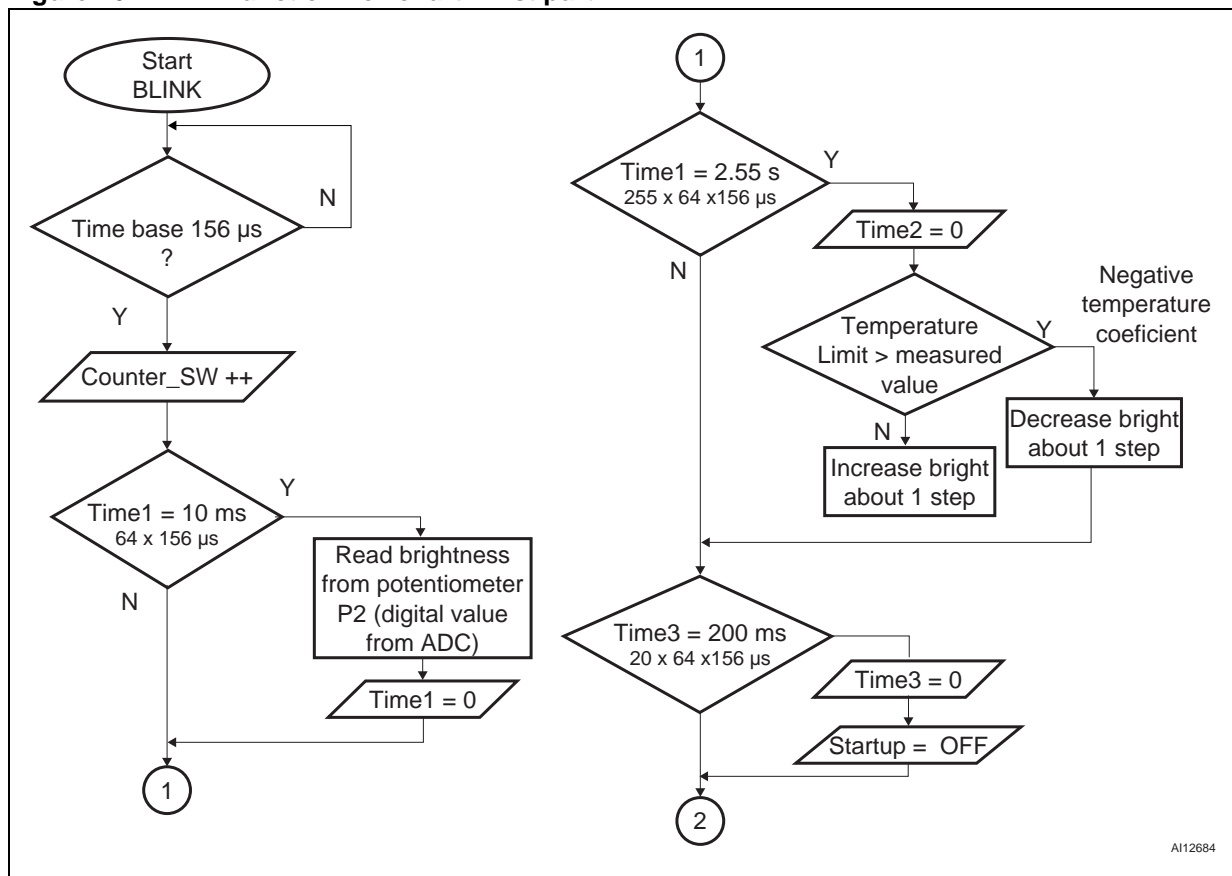 Start
BLINK
N
Time base 156 µs
?
Y
Counter_SW ++
Y
Time1 = 10 ms
64 x 156 µs
N
Read brightness
from potentiometer
P2 (digital value
from ADC)
Time1 = 0
1
1
Y
Time1 = 2.55 s
255 x 64 x156 µs
Time2 = 0
N
Negative
temperature
coeficient
Temperature
Limit > measured
value
Y
N
Decrease bright
about 1 step
Increase bright
about 1 step
Time3 = 200 ms
20 x 64 x156 µs
Time3 = 0
Startup = OFF
2
AI12684